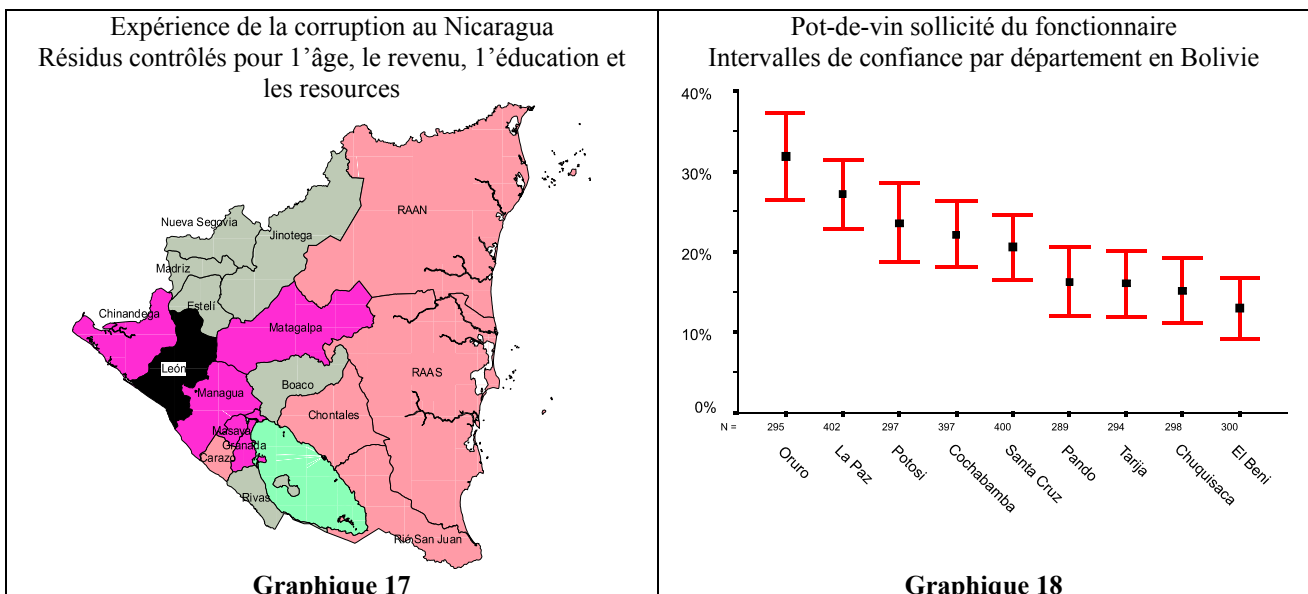 Expérience de la corruption au Nicaragua
Résidus contrôlés pour l’âge, le revenu, l’éducation et
les resources
Nueva Segovia
Jinotega
RAAN
Madriz
Estelí
Chinandega
Matagalpa
León
Managua
Boaco
RAAS
Masaya
Chontales
Granada
Carazo
Rivas
Rió San Juan
Graphique 17
Pot-de-vin sollicité du fonctionnaire
Intervalles de confiance par département en Bolivie
40%
30%
20%
10%
0%
N = 295 402 297 397 400 289 294 298 300
Oruro
La Paz
Potosi
Cochabamba
Santa Cruz
Pando
Tarija
Chuquisaca
El Beni
Graphique 18